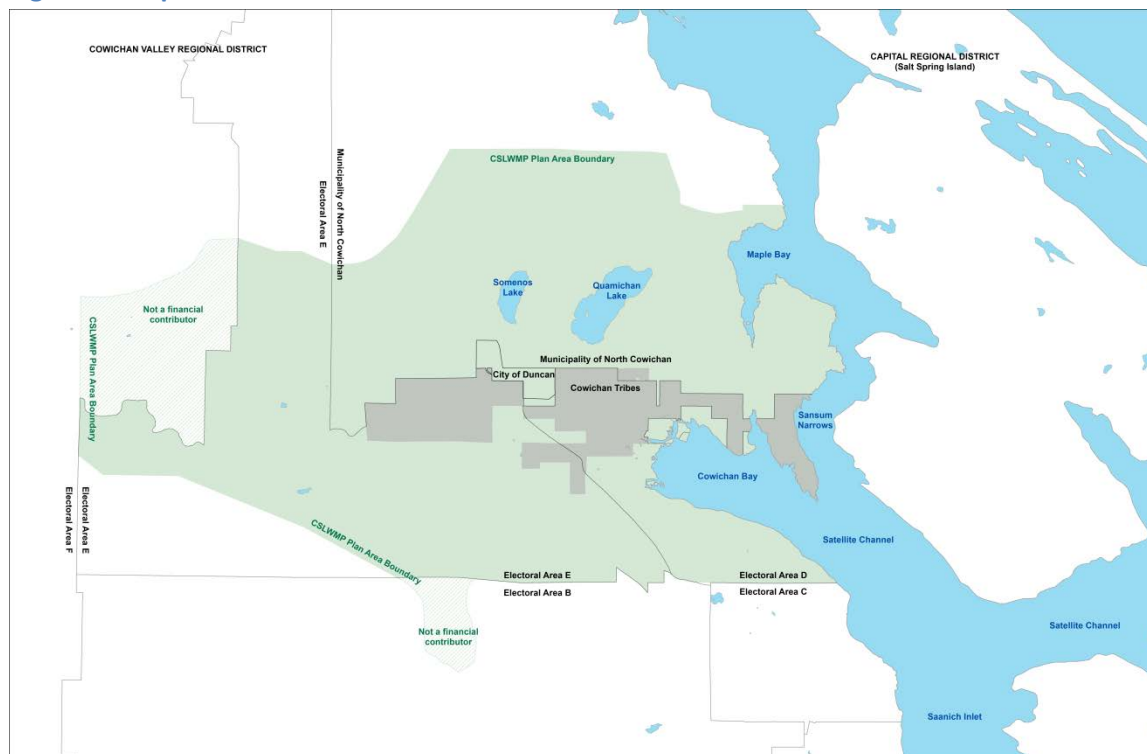 COWICHAN VALLEY REGIONAL DISTRICT
CAPITAL REGIONAL DISTRICT
(Salt Spring Island)
CSLWMP Plan Area Boundary
Municipality of North Cowichan
Electoral Area E
Maple Bay
Somenos
Lake
Quamichan
Lake
Not a financial
contributor
CSLWMP Plan Area Boundary
Municipality of North Cowichan
City of Duncan
Cowichan Tribes
Sansum
Narrows
Cowichan Bay
Electoral Area E
Electoral Area F
Satellite Channel
CSLWMP Plan Area Boundary
Electoral Area E
Electoral Area B
Electoral Area D
Electoral Area C
Not a financial
contributor
Satellite Channel
Saanich Inlet